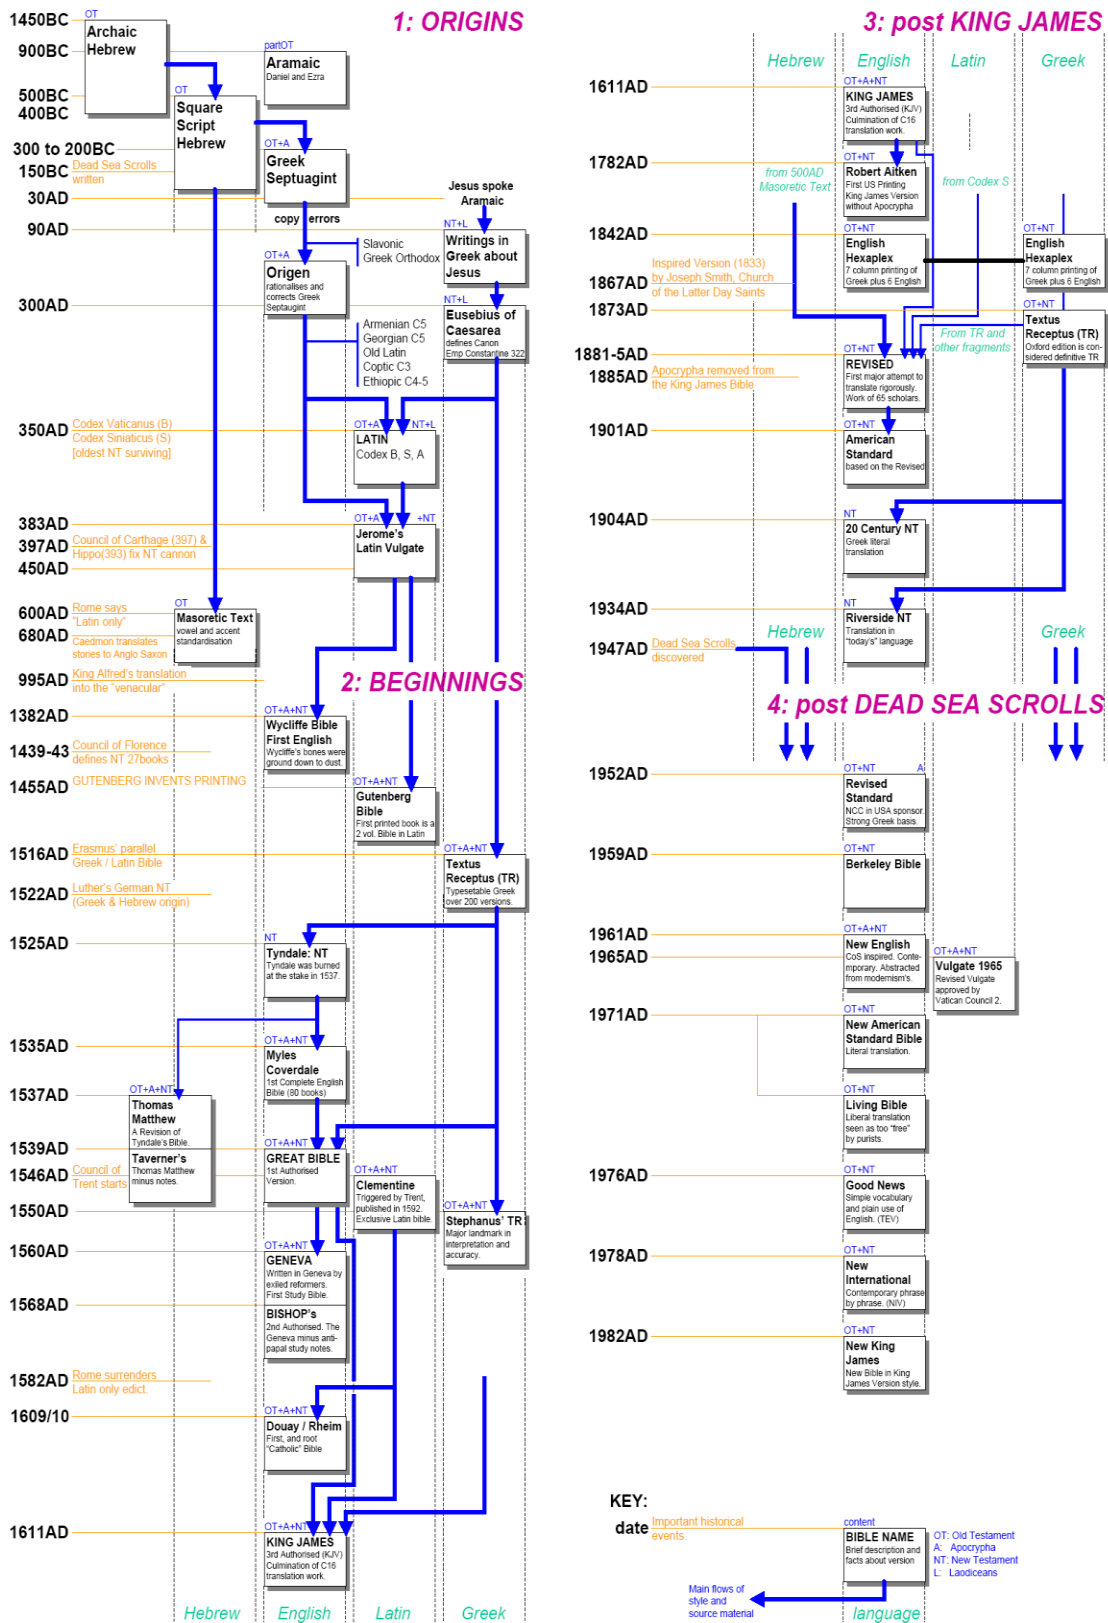 1: ORIGINS
1450BC
OT
Archaic
Hebrew
900BC
partOT
Aramaic
Daniel and Ezra
500BC
400BC
OT
Square
Script
Hebrew
300 to 200BC
OT+A
Greek
Septuagint
150BC
Dead Sea Scrolls
written
30AD
Jesus spoke
Aramaic
copy errors
90AD
NT+L
Writings in
Greek about
Jesus
Slavonic
Greek Orthodox
OT+A
Origen
rationalises and
corrects Greek
Septaugint
300AD
NT+L
Eusebius of
Caesarea
defines Canon
Emp Constantine 322
Armenian C5
Georgian C5
Old Latin
Coptic C3
Ethiopic C4-5
350AD
Codex Vaticanus (B)
Codex Siniaticus (S)
[oldest NT surviving]
OT+A
NT+L
LATIN
Codex B, S, A
383AD
OT+A
+NT
Jerome's
Latin Vulgate
397AD
Council of Carthage (397) &
Hippo(393) fix NT cannon
450AD
600AD
Rome says
"Latin only"
OT
Masoretic Text
vowel and accent
standardisation
680AD
Caedmon translates
stories to Anglo Saxon
2: BEGINNINGS
995AD
King Alfred's translation
into the "venacular"
1382AD
OT+A+NT
Wycliffe Bible
First English
Wycliffe's bones were
ground down to dust.
1439-43
Council of Florence
defines NT 27books
1455AD
GUTENBERG INVENTS PRINTING
OT+A+NT
Gutenberg
Bible
First printed book is a
2 vol. Bible in Latin
1516AD
Erasmus' parallel
Greek / Latin Bible
OT+A+NT
Textus
Receptus (TR)
Typesetable Greek
over 200 versions.
1522AD
Luther's German NT
(Greek & Hebrew origin)
1525AD
NT
Tyndale: NT
Tyndale was burned
at the stake in 1537.
1535AD
OT+A+NT
Myles
Coverdale
1st Complete English
Bible (80 books)
1537AD
OT+A+NT
Thomas
Matthew
A Revision of
Tyndale's Bible.
1539AD
Taverner's
Thomas Matthew
minus notes.
OT+A+NT
GREAT BIBLE
1st Authorised
Version.
1546AD
Council of
Trent starts
OT+A+NT
Clementine
Triggered by Trent,
published in 1592.
Exclusive Latin bible.
1550AD
OT+A+NT
Stephanus' TR
Major landmark in
interpretation and
accuracy.
1560AD
OT+A+NT
GENEVA
Written in Geneva by
exiled reformers.
First Study Bible.
1568AD
BISHOP's
2nd Authorised. The
Geneva minus anti-
papal study notes.
1582AD
Rome surrenders
Latin only edict.
1609/10
OT+A+NT
Douay / Rheim
First, and root
"Catholic" Bible
1611AD
OT+A+NT
KING JAMES
3rd Authorised (KJV)
Culmination of C16
translation work.
Hebrew
English
Latin
Greek
3: post KING JAMES
Hebrew
English
Latin
Greek
1611AD
OT+A+NT
KING JAMES
3rd Authorised (KJV)
Culmination of C16
translation work.
1782AD
OT+NT
Robert Aitken
First US Printing
King James Version
without Apocrypha
from 500AD
Masoretic Text
from Codex S
1842AD
OT+NT
English
Hexaplex
7 column printing of
Greek plus 6 English
OT+NT
English
Hexaplex
7 column printing of
Greek plus 6 English
1867AD
Inspired Version (1833)
by Joseph Smith, Church
of the Latter Day Saints
1873AD
OT+NT
Textus
Receptus (TR)
Oxford edition is con-
sidered definitive TR
From TR and
other fragments
1881-5AD
OT+NT
REVISED
First major attempt to
translate rigorously.
Work of 65 scholars.
1885AD
Apocrypha removed from
the King James Bible
1901AD
OT+NT
American
Standard
based on the Revised
1904AD
NT
20 Century NT
Greek literal
translation
1934AD
NT
Riverside NT
Translation in
"today's" language
Hebrew
Greek
1947AD
Dead Sea Scrolls
discovered
4: post DEAD SEA SCROLLS
1952AD
OT+NT
A
Revised
Standard
NCC in USA sponsor.
Strong Greek basis.
1959AD
OT+NT
Berkeley Bible
1961AD
OT+A+NT
New English
CoS inspired. Conte-
mporary. Abstracted
from modernism's.
1965AD
OT+A+NT
Vulgate 1965
Revised Vulgate
approved by
Vatican Council 2.
1971AD
OT+NT
New American
Standard Bible
Literal translation.
OT+NT
Living Bible
Liberal translation
seen as too "free"
by purists.
1976AD
OT+NT
Good News
Simple vocabulary
and plain use of
English. (TEV)
1978AD
OT+NT
New
International
Contemporary phrase
by phrase. (NIV)
1982AD
OT+NT
New King
James
New Bible in King
James Version style.
KEY:
date
Important historical
events.
content
BIBLE NAME
Brief description and
facts about version
OT: Old Testament
A: Apocrypha
NT: New Testament
L: Laodiceans
Main flows of
style and
source material
language